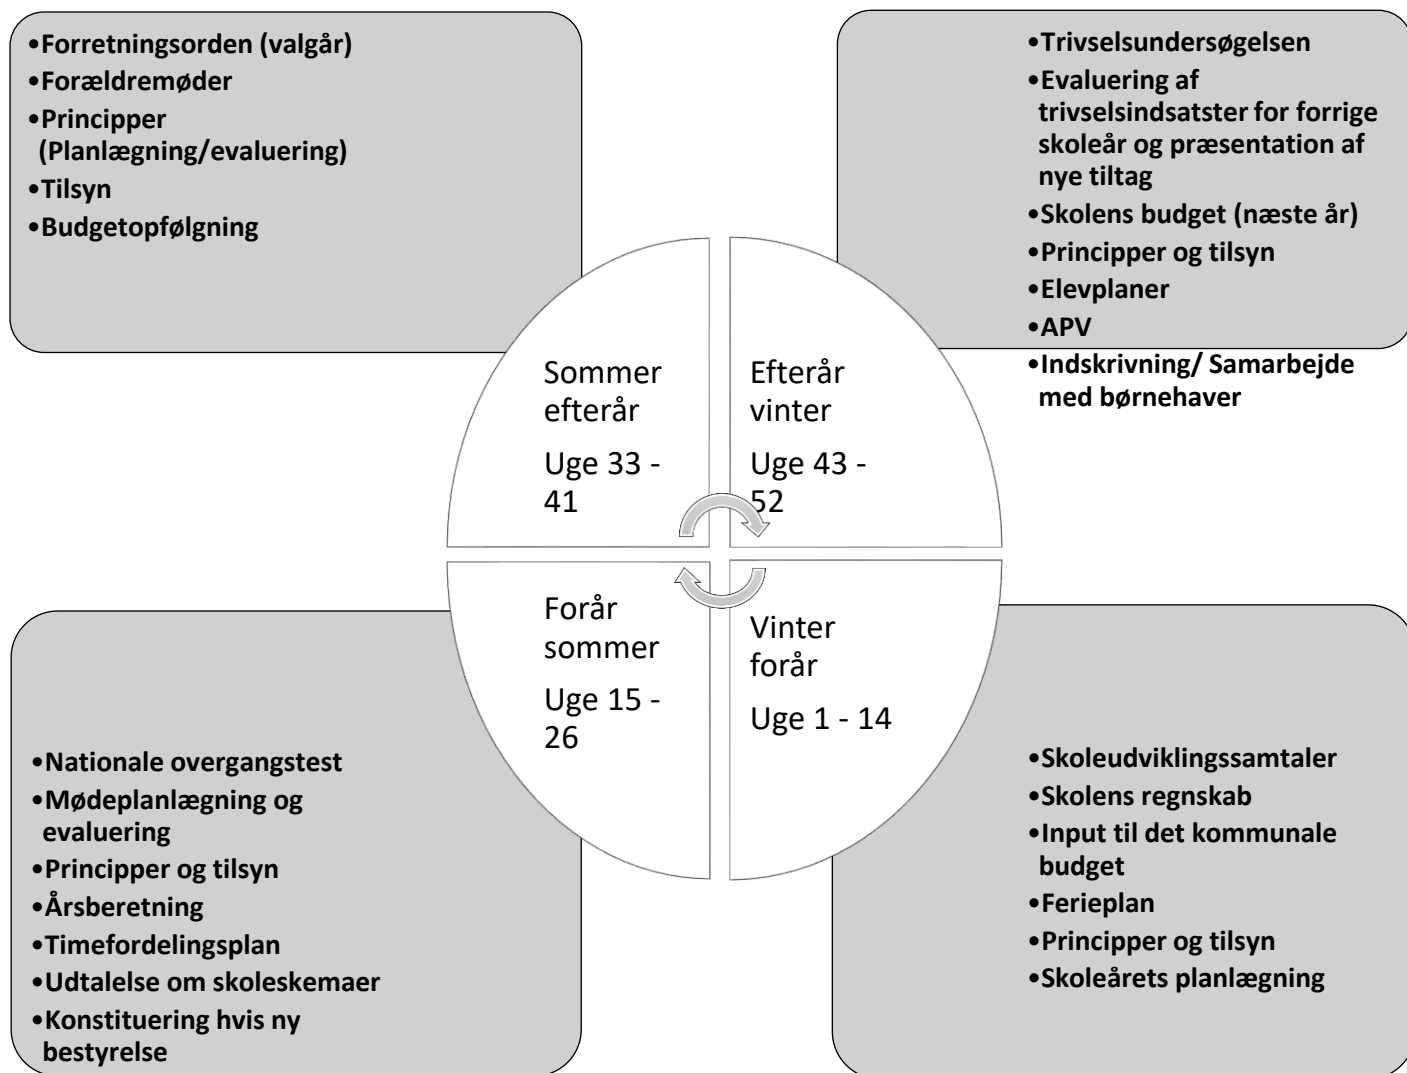 •Forretningsorden (valgår)
•Forældremøder
•Principper
(Planlægning/evaluering)
•Tilsyn
•Budgetopfølgning
•Trivselsundersøgelsen
•Evaluering af
trivselsindsatster for forrige
skoleår og præsentation af
nye tiltag
•Skolens budget (næste år)
•Principper og tilsyn
•Elevplaner
•APV
•Indskrivning/ Samarbejde
med børnehaver
Sommer
efterår
Uge 33 -
41
Efterår
vinter
Uge 43 -
52
Forår
sommer
Uge 15 -
26
Vinter
forår
Uge 1 - 14
•Nationale overgangstest
•Mødeplanlægning og
evaluering
•Principper og tilsyn
•Årsberetning
•Timefordelingsplan
•Udtalelse om skoleskemaer
•Konstituering hvis ny
bestyrelse
•Skoleudviklingssamtaler
•Skolens regnskab
•Input til det kommunale
budget
•Ferieplan
•Principper og tilsyn
•Skoleårets planlægning